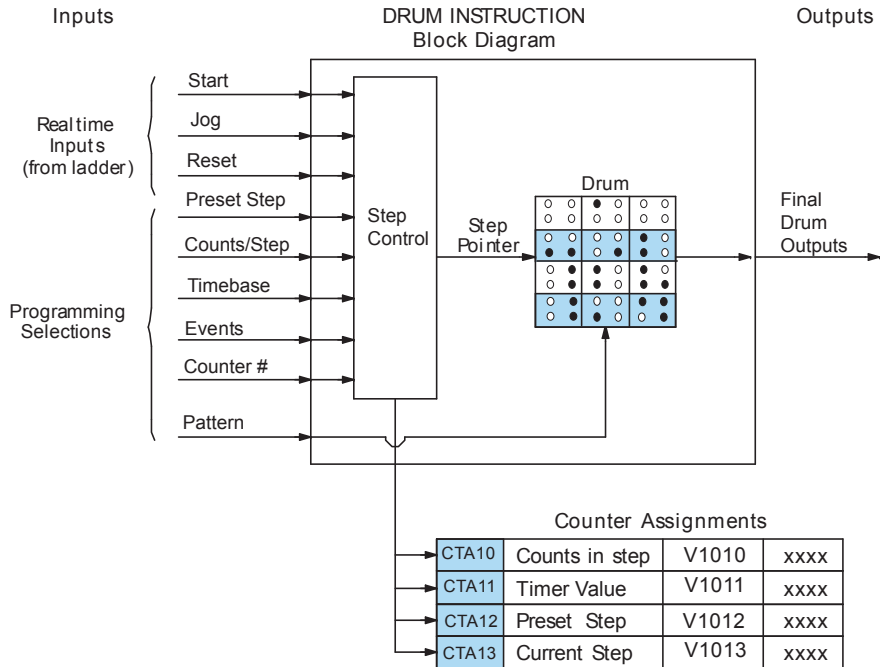 Inputs
DRUM INSTRUCTION
Block Diagram
Outputs
Realtime
Inputs
(from ladder)
Start
Jog
Reset
Programming
Selections
Preset Step
Counts/Step
Timebase
Events
Counter #
Pattern
Step
Control
Step
Pointer
Drum
Final
Drum
Outputs
Counter Assignments
CTA10 Counts in step V1010 xxxx
CTA11 Timer Value V1011 xxxx
CTA12 Preset Step V1012 xxxx
CTA13 Current Step V1013 xxxx